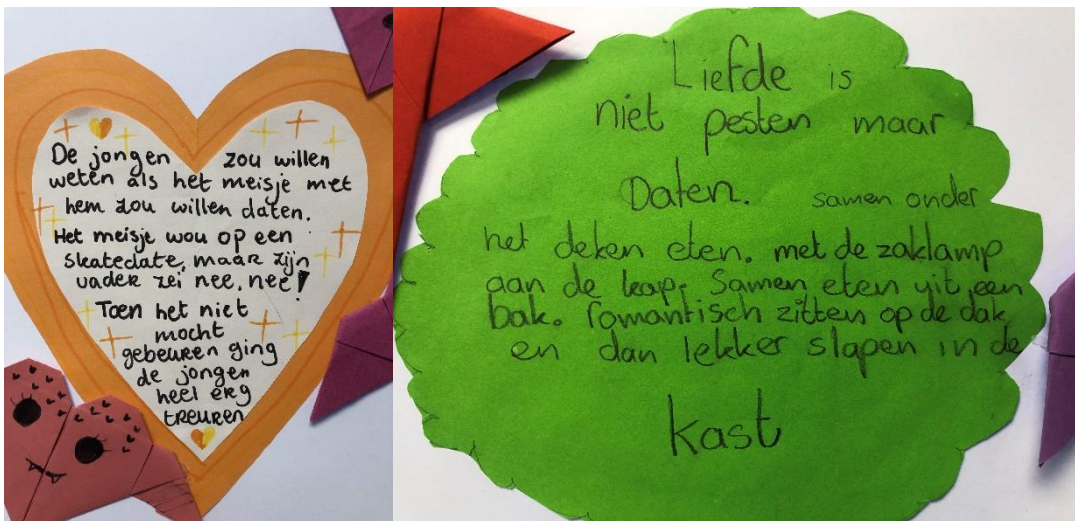 De jongen zou willen
weten als het meisje met
hem zou willen daten.
Het meisje wou op een
skatedate, maar zijn
vader zei nee, nee!
Toen het niet
mocht
gebeuren ging
de jongen
heel erg
treuren
Liefde is
niet pesten maar
Daten. samen onder
het deken eten. met de zaklamp
aan de kap. Samen eten uit een
bak. romantisch zitten op de dak
en dan lekker slapen in de
kast